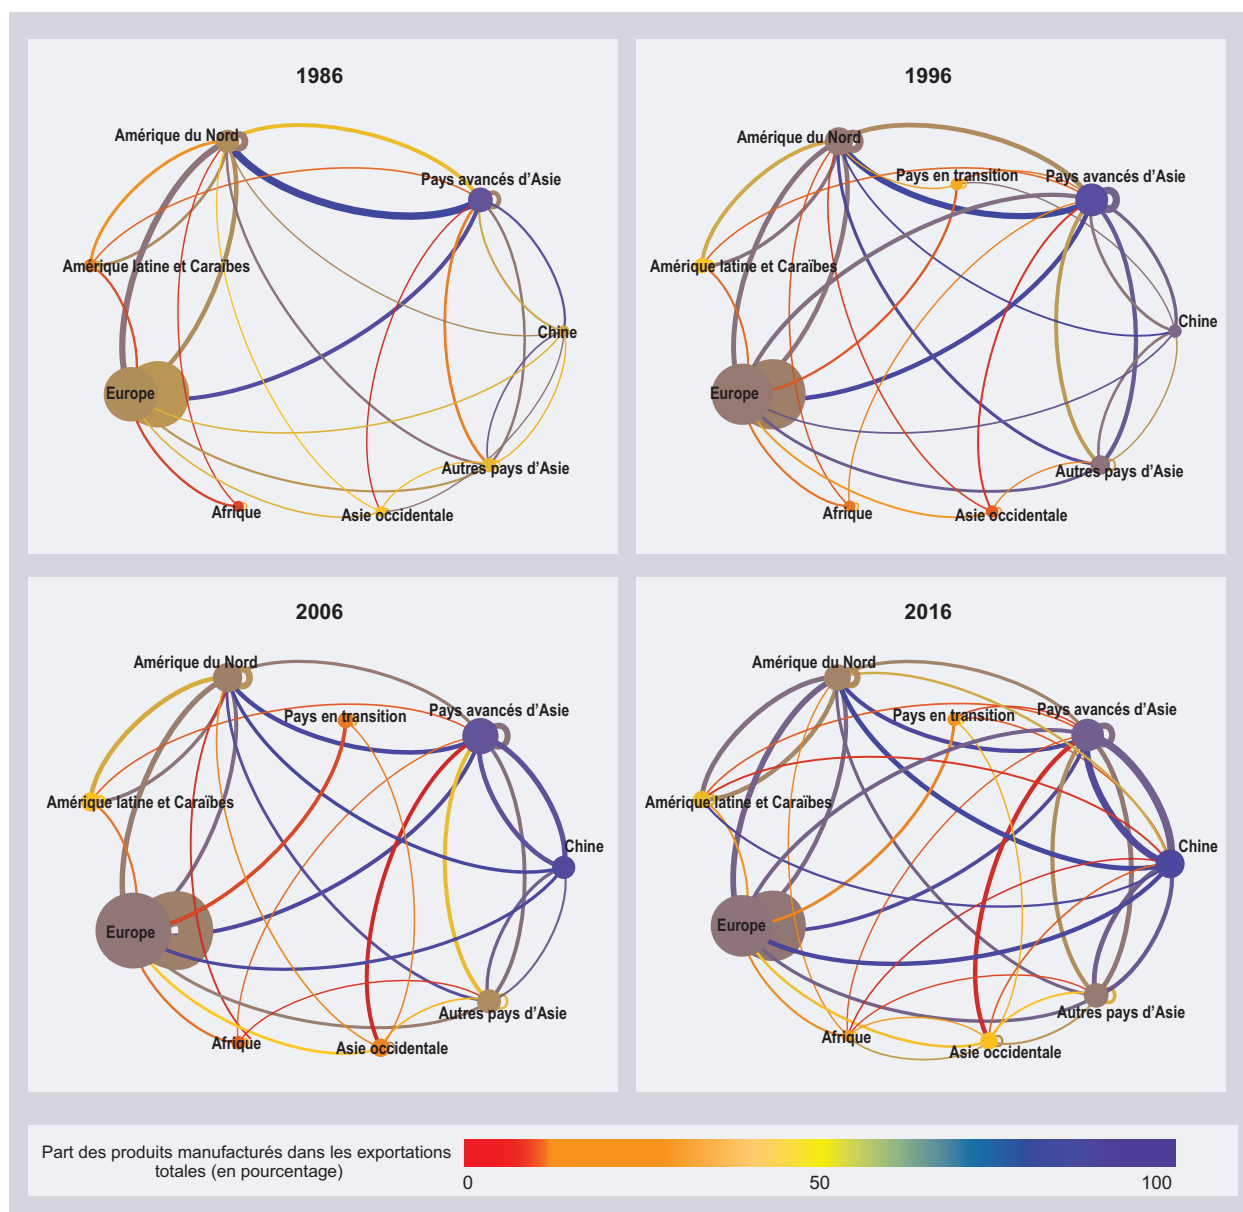 1986
Amérique du Nord
Pays avancés d'Asie
Amérique latine et Caraïbes
Chine
Europe
Autres pays d'Asie
Afrique
Asie occidentale
1996
Amérique du Nord
Pays en transition
Pays avancés d'Asie
Amérique latine et Caraïbes
Chine
Europe
Autres pays d'Asie
Afrique
Asie occidentale
2006
Amérique du Nord
Pays en transition
Pays avancés d'Asie
Amérique latine et Caraïbes
Chine
Europe
Autres pays d'Asie
Afrique
Asie occidentale
2016
Amérique du Nord
Pays en transition
Pays avancés d'Asie
Amérique latine et Caraïbes
Chine
Europe
Autres pays d'Asie
Afrique
Asie occidentale
Part des produits manufacturés dans les exportations
totales (en pourcentage)
0
50
100